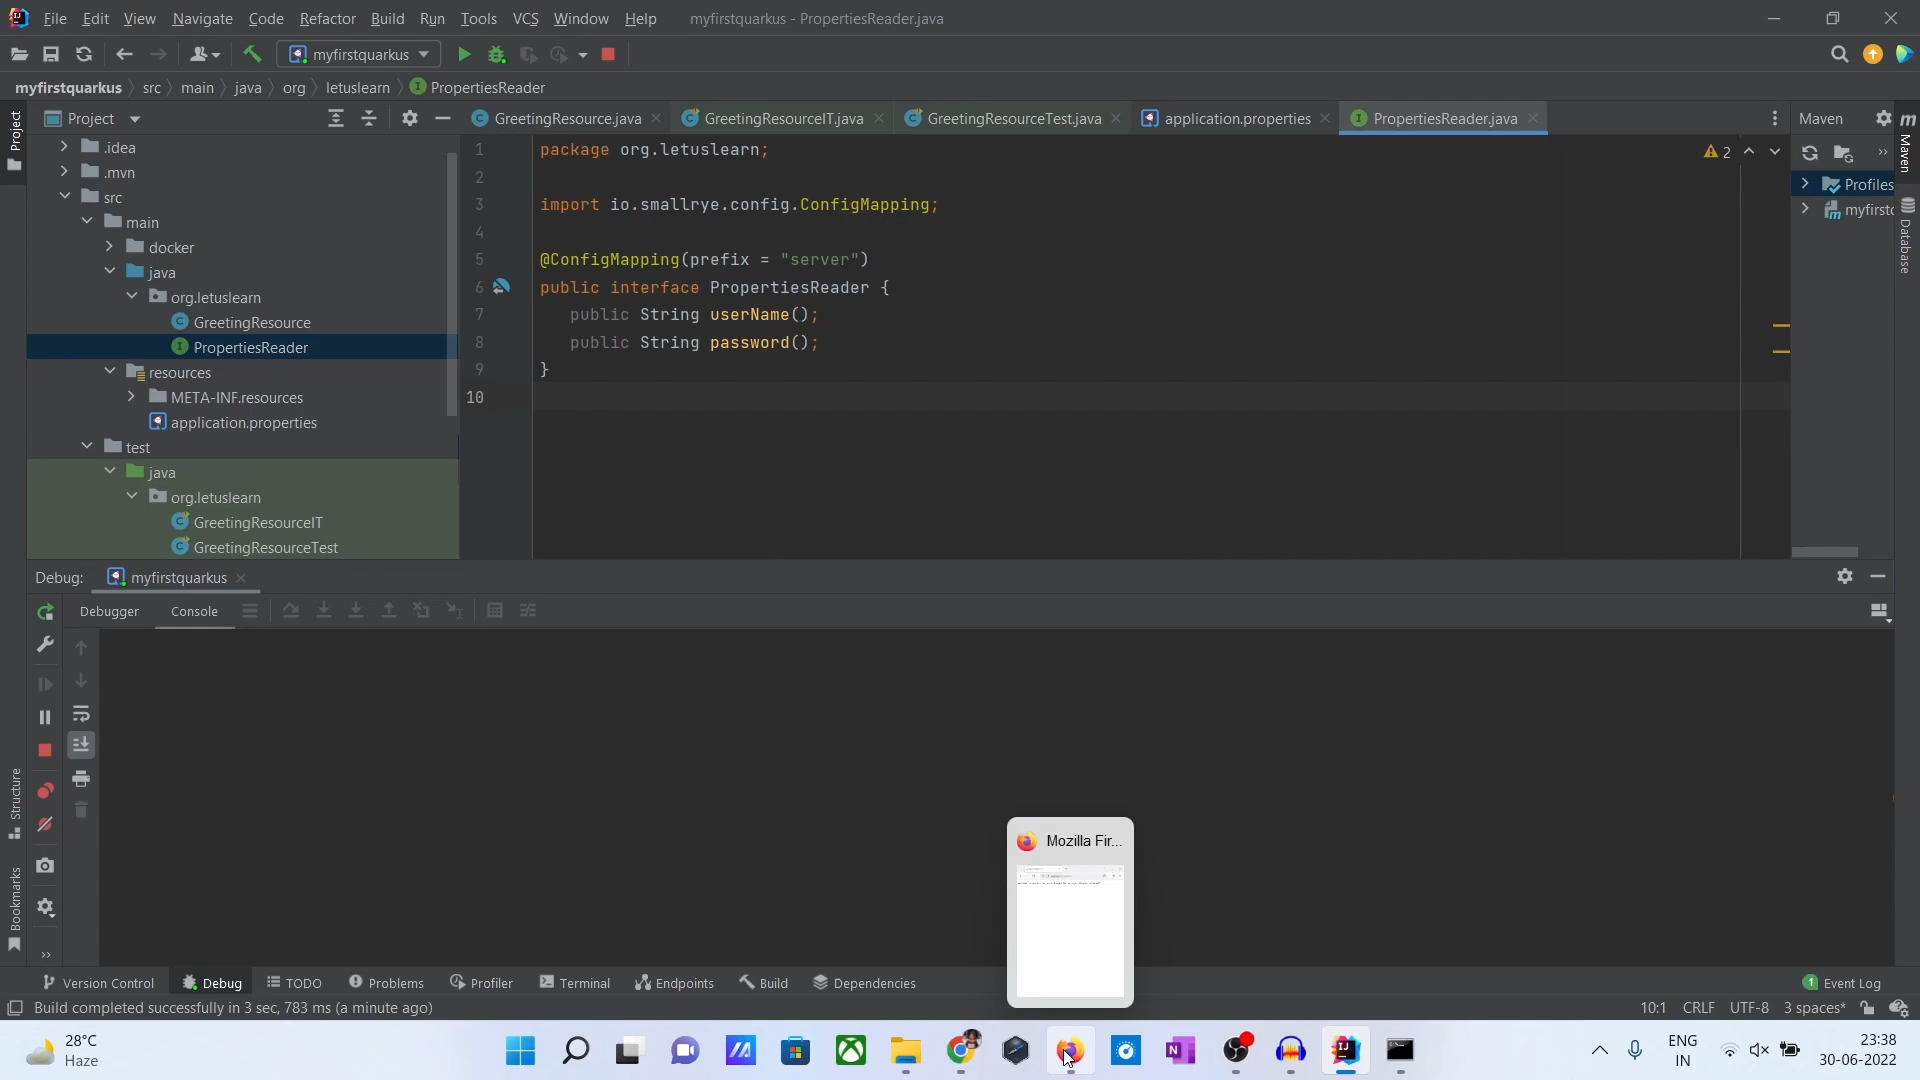 File Edit View Navigate Code Refactor Build Run Tools VCS Window Help myfirstquarkus - PropertiesReader.java
myfirstquarkus
myfirstquarkus src main java org letuslearn PropertiesReader
Project
GreetingResource.java GreetingResourceIT.java GreetingResourceTest.java application.properties PropertiesReader.java
Maven
.idea
.mvn
src
main
docker
java
org.letuslearn
GreetingResource
PropertiesReader
resources
META-INF.resources
application.properties
test
java
org.letuslearn
GreetingResourceIT
GreetingResourceTest
1 package org.letuslearn;
2
3 import io.smallrye.config.ConfigMapping;
4
5 @ConfigMapping(prefix = "server")
6 public interface PropertiesReader {
7 public String userName();
8 public String password();
9 }
10
2
Profiles
myfirstq
Project
Structure
Bookmarks
Maven
Database
Debug: myfirstquarkus
Debugger Console
Mozilla Fir...
Version Control Debug TODO Problems Profiler Terminal Endpoints Build Dependencies 1 Event Log
Build completed successfully in 3 sec, 783 ms (a minute ago) 10:1 CRLF UTF-8 3 spaces*
28°C
Haze
ENG
IN
23:38
30-06-2022